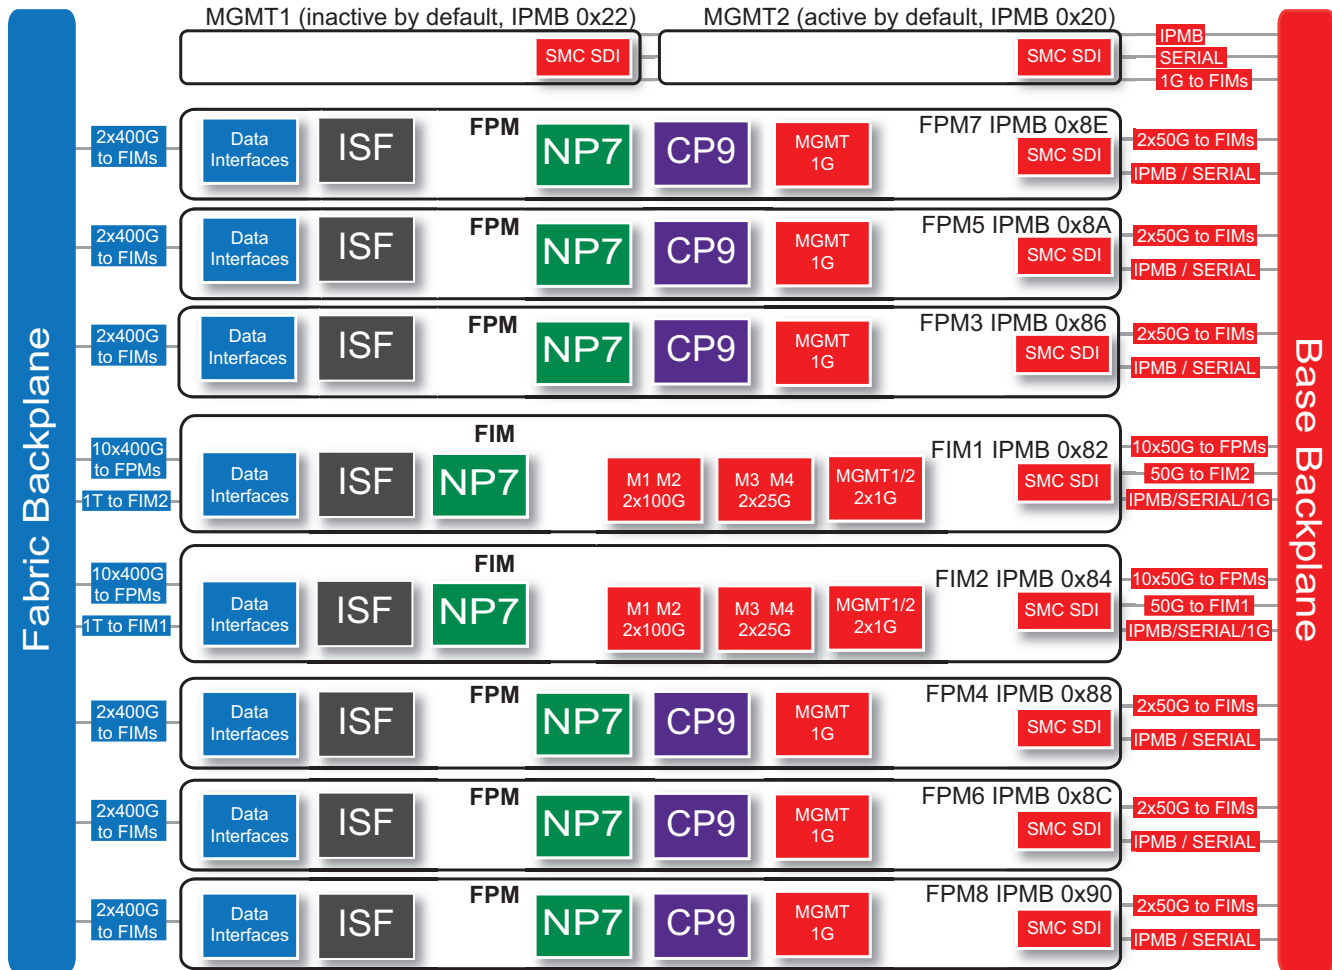 MGMT1 (inactive by default, IPMB 0x22)
MGMT2 (active by default, IPMB 0x20)
SMC SDI
SMC SDI
IPMB
SERIAL
1G to FIMs
Fabric Backplane
Base Backplane
2x400G
to FIMs
Data
Interfaces
ISF
FPM
NP7
CP9
MGMT
1G
FPM7 IPMB 0x8E
SMC SDI
2x50G to FIMs
IPMB / SERIAL
2x400G
to FIMs
Data
Interfaces
ISF
FPM
NP7
CP9
MGMT
1G
FPM5 IPMB 0x8A
SMC SDI
2x50G to FIMs
IPMB / SERIAL
2x400G
to FIMs
Data
Interfaces
ISF
FPM
NP7
CP9
MGMT
1G
FPM3 IPMB 0x86
SMC SDI
2x50G to FIMs
IPMB / SERIAL
10x400G
to FPMs
1T to FIM2
Data
Interfaces
ISF
FIM
NP7
M1 M2
2x100G
M3 M4
2x25G
MGMT1/2
2x1G
FIM1 IPMB 0x82
SMC SDI
10x50G to FPMs
50G to FIM2
IPMB/SERIAL/1G
10x400G
to FPMs
1T to FIM1
Data
Interfaces
ISF
FIM
NP7
M1 M2
2x100G
M3 M4
2x25G
MGMT1/2
2x1G
FIM2 IPMB 0x84
SMC SDI
10x50G to FPMs
50G to FIM1
IPMB/SERIAL/1G
2x400G
to FIMs
Data
Interfaces
ISF
FPM
NP7
CP9
MGMT
1G
FPM4 IPMB 0x88
SMC SDI
2x50G to FIMs
IPMB / SERIAL
2x400G
to FIMs
Data
Interfaces
ISF
FPM
NP7
CP9
MGMT
1G
FPM6 IPMB 0x8C
SMC SDI
2x50G to FIMs
IPMB / SERIAL
2x400G
to FIMs
Data
Interfaces
ISF
FPM
NP7
CP9
MGMT
1G
FPM8 IPMB 0x90
SMC SDI
2x50G to FIMs
IPMB / SERIAL